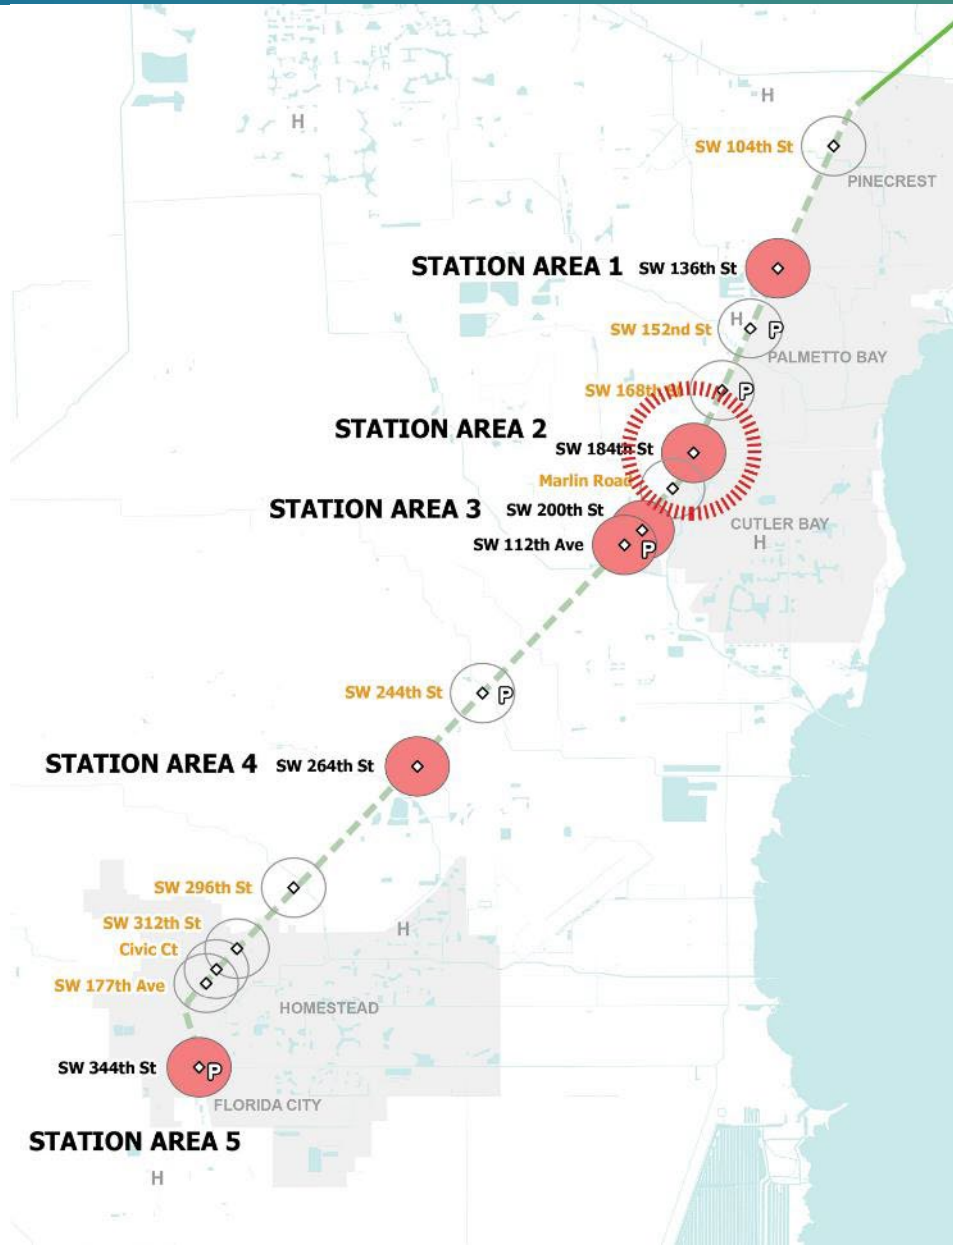 H
H
SW 104th St
PINECREST
STATION AREA 1 SW 136th St
SW 152nd St H P
PALMETTO BAY
SW 168th St P
STATION AREA 2
SW 184th St
Marlin Road
STATION AREA 3 SW 200th St
CUTLER BAY
H
SW 112th Ave P
SW 244th St P
STATION AREA 4 SW 264th St
SW 296th St
SW 312th St
H
Civic Ct
SW 177th Ave
HOMESTEAD
SW 344th St P
FLORIDA CITY
STATION AREA 5
H